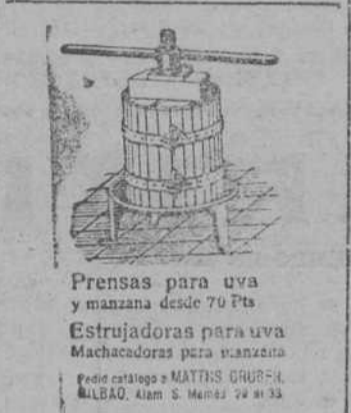 Prensas para uva
y manzana desde 70 Pts
Estrujadoras para uva
Machacadoras para manzana
Pedid catálogo a MATTHS. GRUBER.
BILBAO, Alam S. Mamés